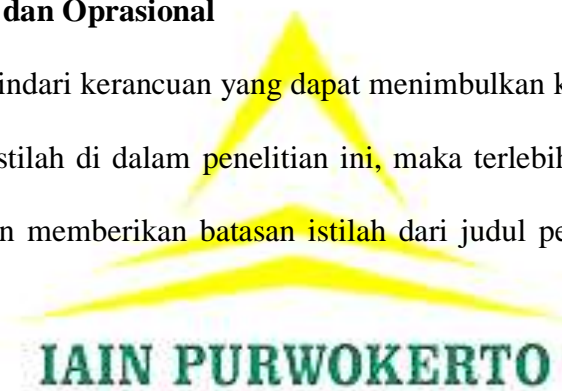 dan Oprasional
indari kerancuan yang dapat menimbulkan k
stilah di dalam penelitian ini, maka terlebih
n memberikan batasan istilah dari judul pe
IAIN PURWOKERTO